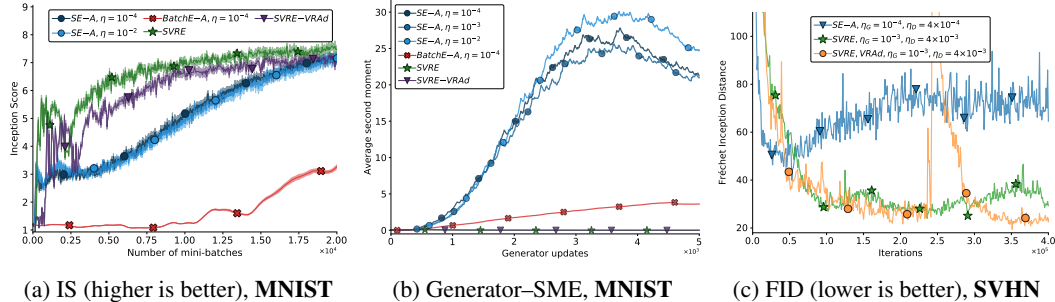 SE−A, η = 10⁻⁴
SE−A, η = 10⁻²
BatchE−A, η = 10⁻⁴
SVRE
SVRE−VRAd
Inception Score
9
8
7
6
5
4
3
2
1
0.00 0.25 0.50 0.75 1.00 1.25 1.50 1.75 2.00
×10⁴
Number of mini-batches
(a) IS (higher is better), MNIST
SE−A, η = 10⁻⁴
SE−A, η = 10⁻³
SE−A, η = 10⁻²
BatchE−A, η = 10⁻⁴
SVRE
SVRE−VRAd
Average second moment
30
25
20
15
10
5
0
0 1 2 3 4 5
×10³
Generator updates
(b) Generator–SME, MNIST
SE−A, ηG=10⁻⁴, ηD=4×10⁻⁴
SVRE, ηG=10⁻³, ηD=4×10⁻³
SVRE, VRAd, ηG=10⁻³, ηD=4×10⁻³
Fréchet Inception Distance
100
80
60
40
20
0.0 0.5 1.0 1.5 2.0 2.5 3.0 3.5 4.0
×10⁵
Iterations
(c) FID (lower is better), SVHN